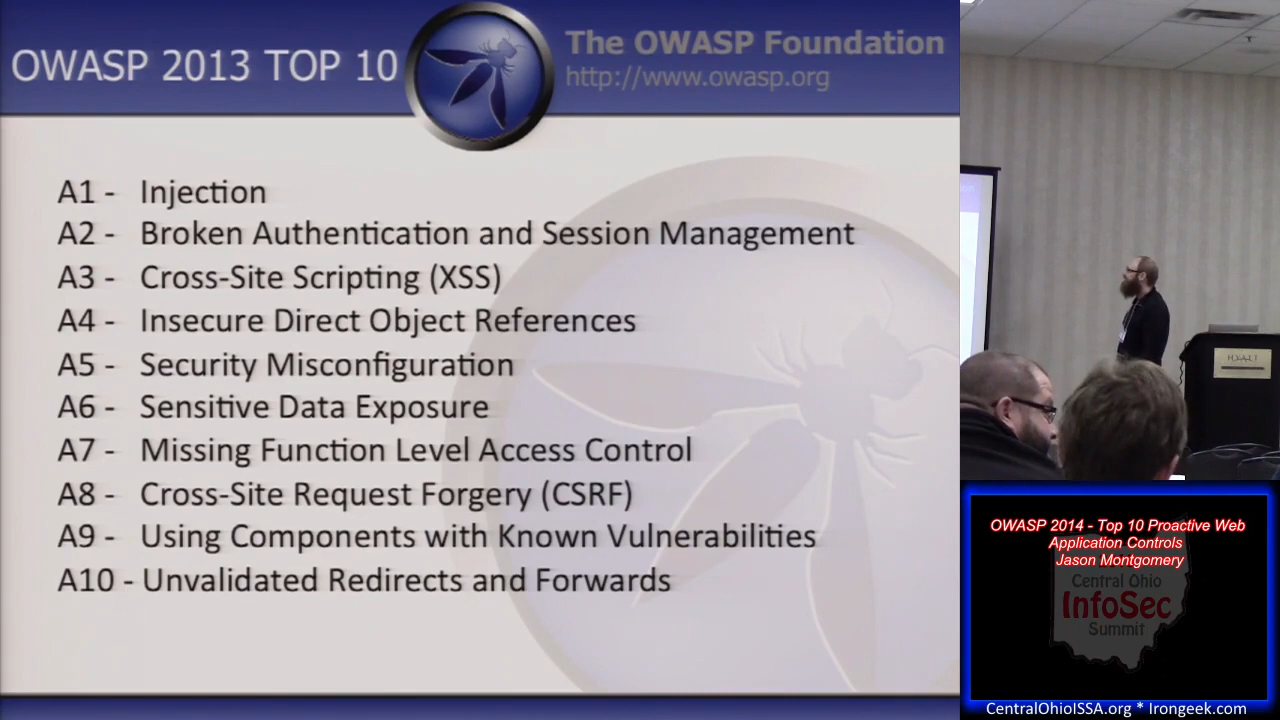 OWASP 2013 TOP 10
The OWASP Foundation
http://www.owasp.org
A1 - Injection
A2 - Broken Authentication and Session Management
A3 - Cross-Site Scripting (XSS)
A4 - Insecure Direct Object References
A5 - Security Misconfiguration
A6 - Sensitive Data Exposure
A7 - Missing Function Level Access Control
A8 - Cross-Site Request Forgery (CSRF)
A9 - Using Components with Known Vulnerabilities
A10 - Unvalidated Redirects and Forwards
HYATT
OWASP 2014 - Top 10 Proactive Web
Application Controls
Jason Montgomery
Central Ohio
InfoSec
Summit
CentralOhioISSA.org * Irongeek.com